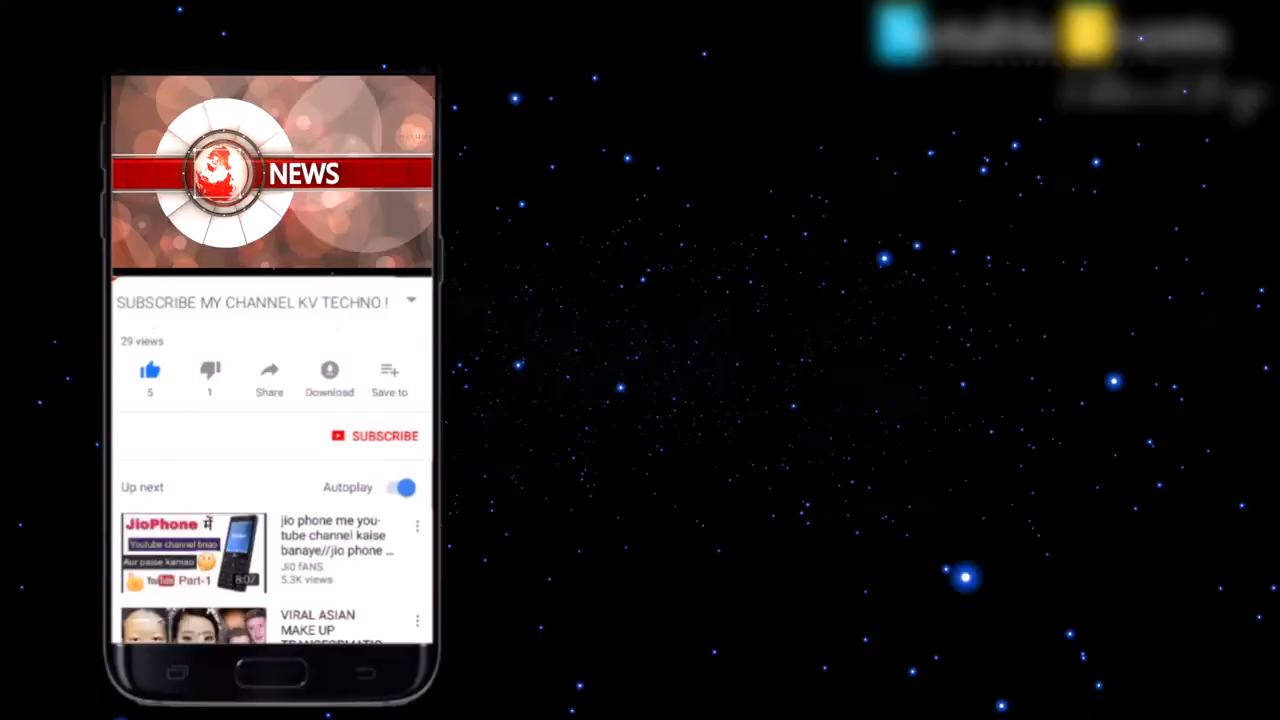 NEWS
SUBSCRIBE MY CHANNEL KV TECHNO !
29 views
5
1
Share
Download
Save to
SUBSCRIBE
Up next
Autoplay
JioPhone में
Youtube channel bnao
Aur paise kamao
YouTube Part-1
8:07
jio phone me you-
tube channel kaise
banaye//jio phone ...
JIO fANS
5.3K views
VIRAL ASIAN
MAKE UP
TRANSFORMATIO